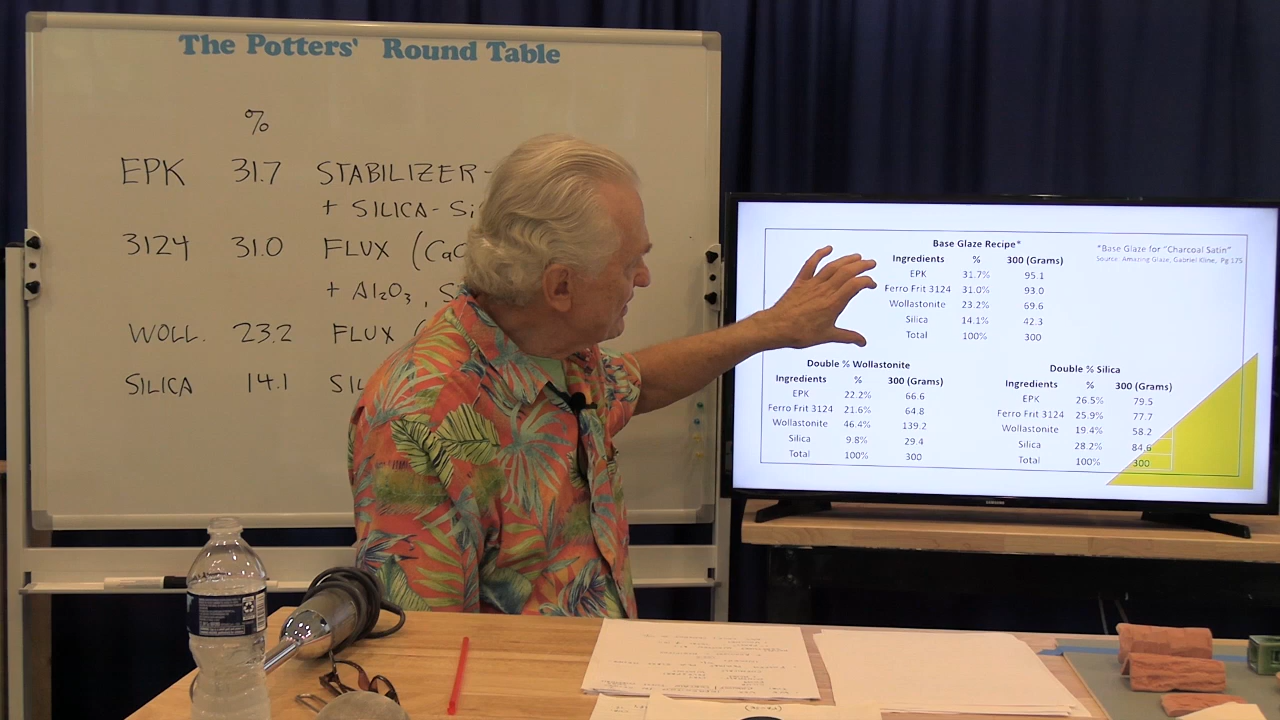 The Potters' Round Table
%
EPK 31.7 STABILIZER-
+ SILICA-Si
3124 31.0 FLUX (CaO
+ Al₂O₃, S
WOLL. 23.2 FLUX (
SILICA 14.1 SIL
Base Glaze Recipe*
Ingredients % 300 (Grams)
EPK 31.7% 95.1
Ferro Frit 3124 31.0% 93.0
Wollastonite 23.2% 69.6
Silica 14.1% 42.3
Total 100% 300
*Base Glaze for "Charcoal Satin"
Source: Amazing Glaze, Gabriel Kline, Pg 175
Double % Wollastonite
Ingredients % 300 (Grams)
EPK 22.2% 66.6
Ferro Frit 3124 21.6% 64.8
Wollastonite 46.4% 139.2
Silica 9.8% 29.4
Total 100% 300
Double % Silica
Ingredients % 300 (Grams)
EPK 26.5% 79.5
Ferro Frit 3124 25.9% 77.7
Wollastonite 19.4% 58.2
Silica 28.2% 84.6
Total 100% 300
SAMSUNG